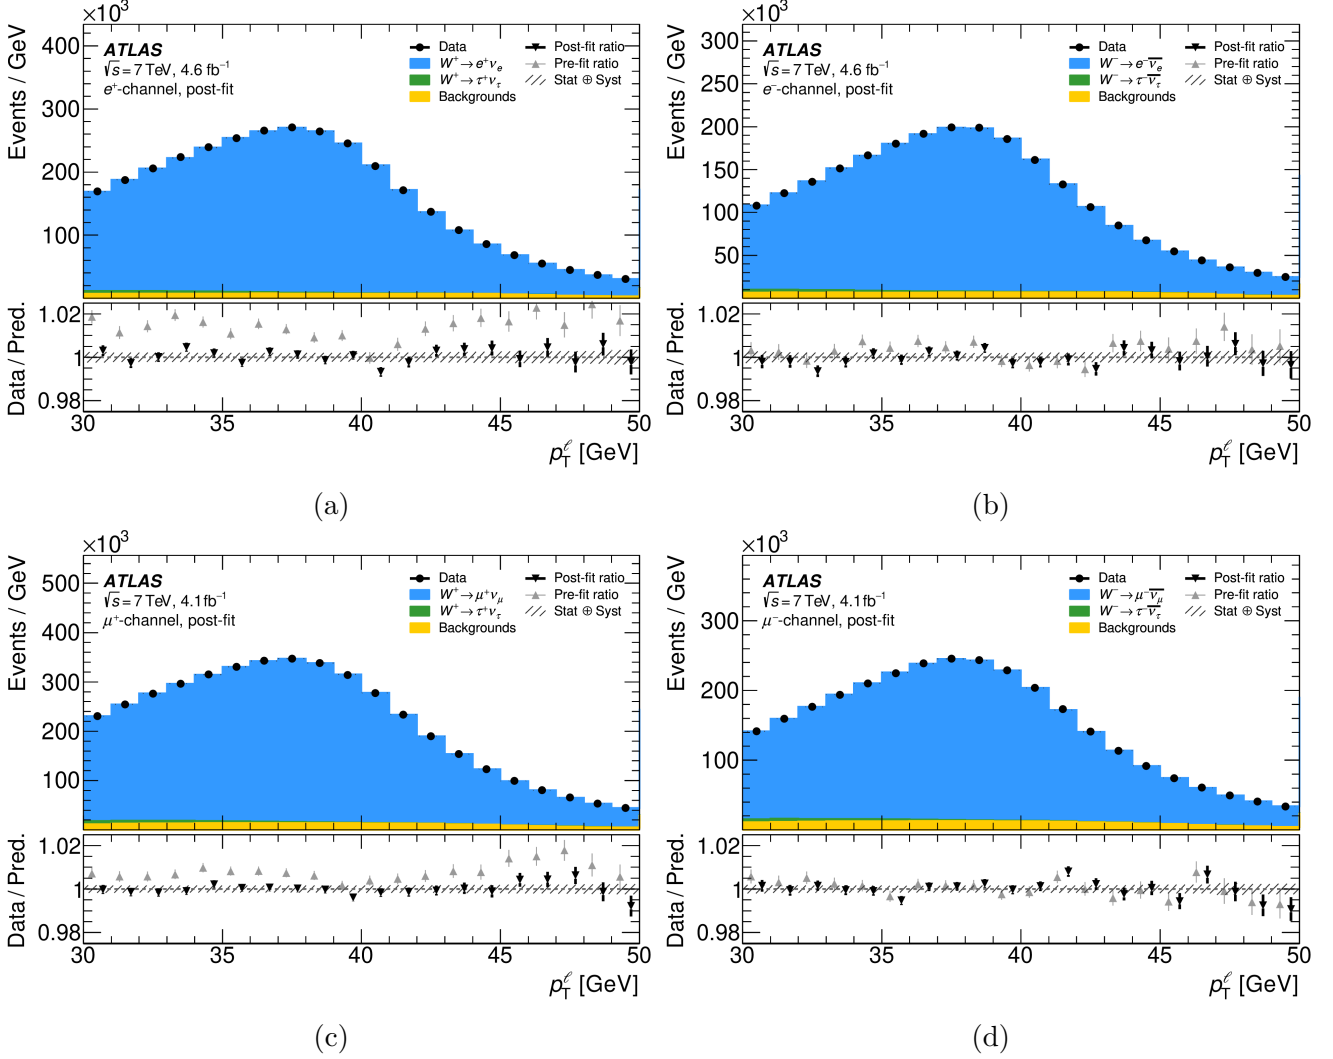 ×10³
Events / GeV
400
300
200
100
ATLAS
√s = 7 TeV, 4.6 fb⁻¹
e⁺-channel, post-fit
Data
W⁺ → e⁺νₑ
W⁺ → τ⁺ν_τ
Backgrounds
Post-fit ratio
Pre-fit ratio
Stat ⊕ Syst
Data / Pred.
1.02
1
0.98
30 35 40 45 50
p_T^ℓ [GeV]
(a)
×10³
Events / GeV
300
250
200
150
100
50
ATLAS
√s = 7 TeV, 4.6 fb⁻¹
e⁻-channel, post-fit
Data
W⁻ → e⁻ν̅ₑ
W⁻ → τ⁻ν̅_τ
Backgrounds
Post-fit ratio
Pre-fit ratio
Stat ⊕ Syst
Data / Pred.
1.02
1
0.98
30 35 40 45 50
p_T^ℓ [GeV]
(b)
×10³
Events / GeV
500
400
300
200
100
ATLAS
√s = 7 TeV, 4.1 fb⁻¹
μ⁺-channel, post-fit
Data
W⁺ → μ⁺ν_μ
W⁺ → τ⁺ν_τ
Backgrounds
Post-fit ratio
Pre-fit ratio
Stat ⊕ Syst
Data / Pred.
1.02
1
0.98
30 35 40 45 50
p_T^ℓ [GeV]
(c)
×10³
Events / GeV
300
200
100
ATLAS
√s = 7 TeV, 4.1 fb⁻¹
μ⁻-channel, post-fit
Data
W⁻ → μ⁻ν̅_μ
W⁻ → τ⁻ν̅_τ
Backgrounds
Post-fit ratio
Pre-fit ratio
Stat ⊕ Syst
Data / Pred.
1.02
1
0.98
30 35 40 45 50
p_T^ℓ [GeV]
(d)